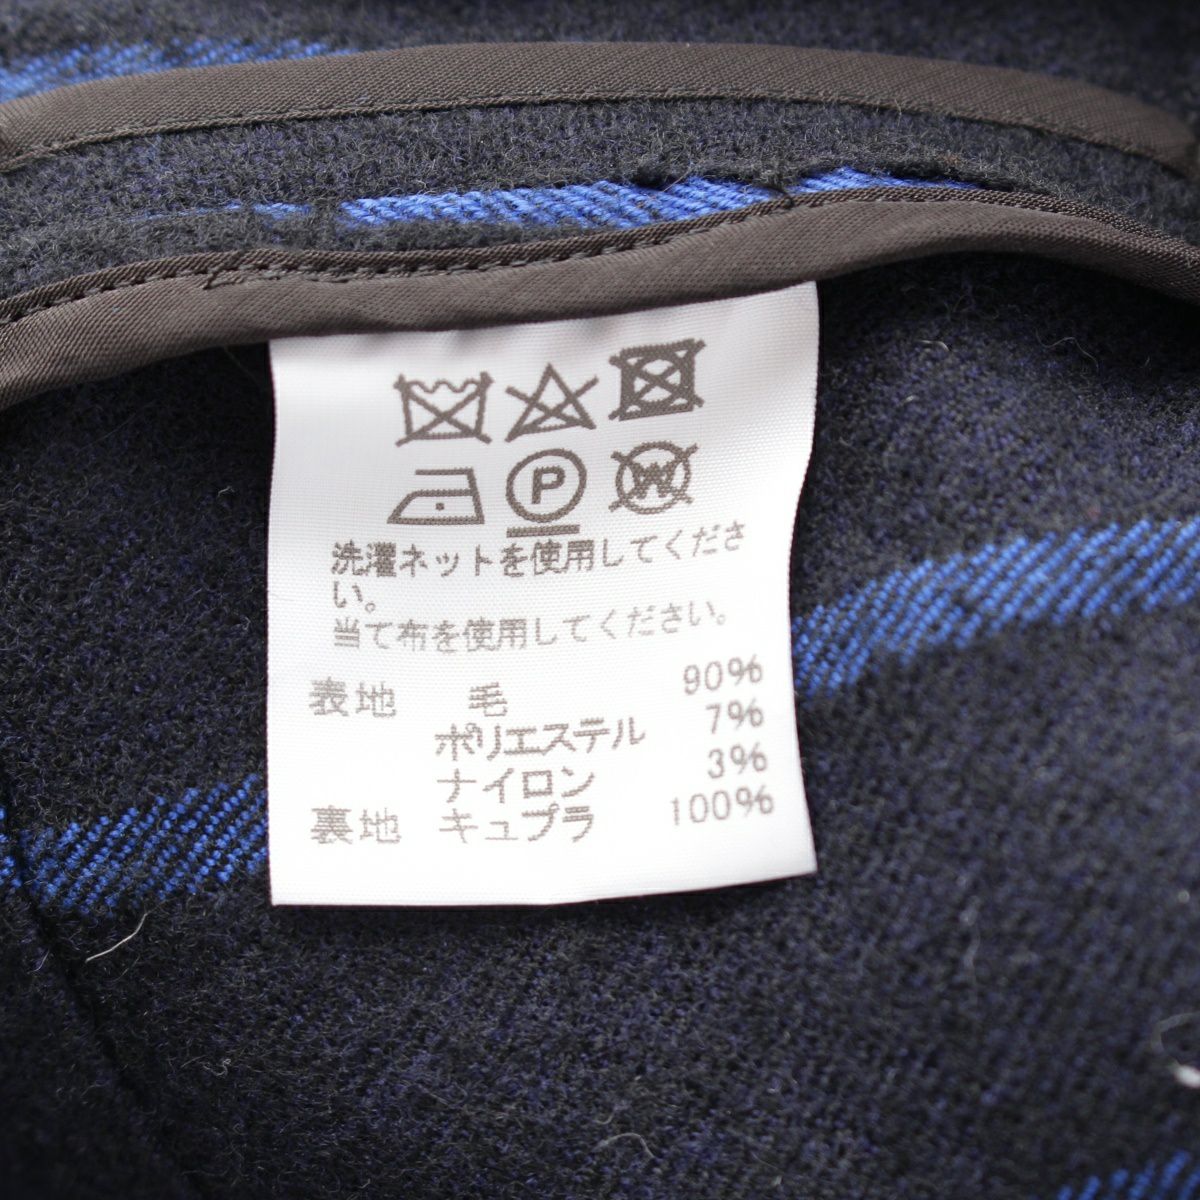 P W
洗濯ネットを使用してくださ
い。
当て布を使用してください。
表地 毛 90%
ポリエステル 7%
ナイロン 3%
裏地 キュプラ 100%